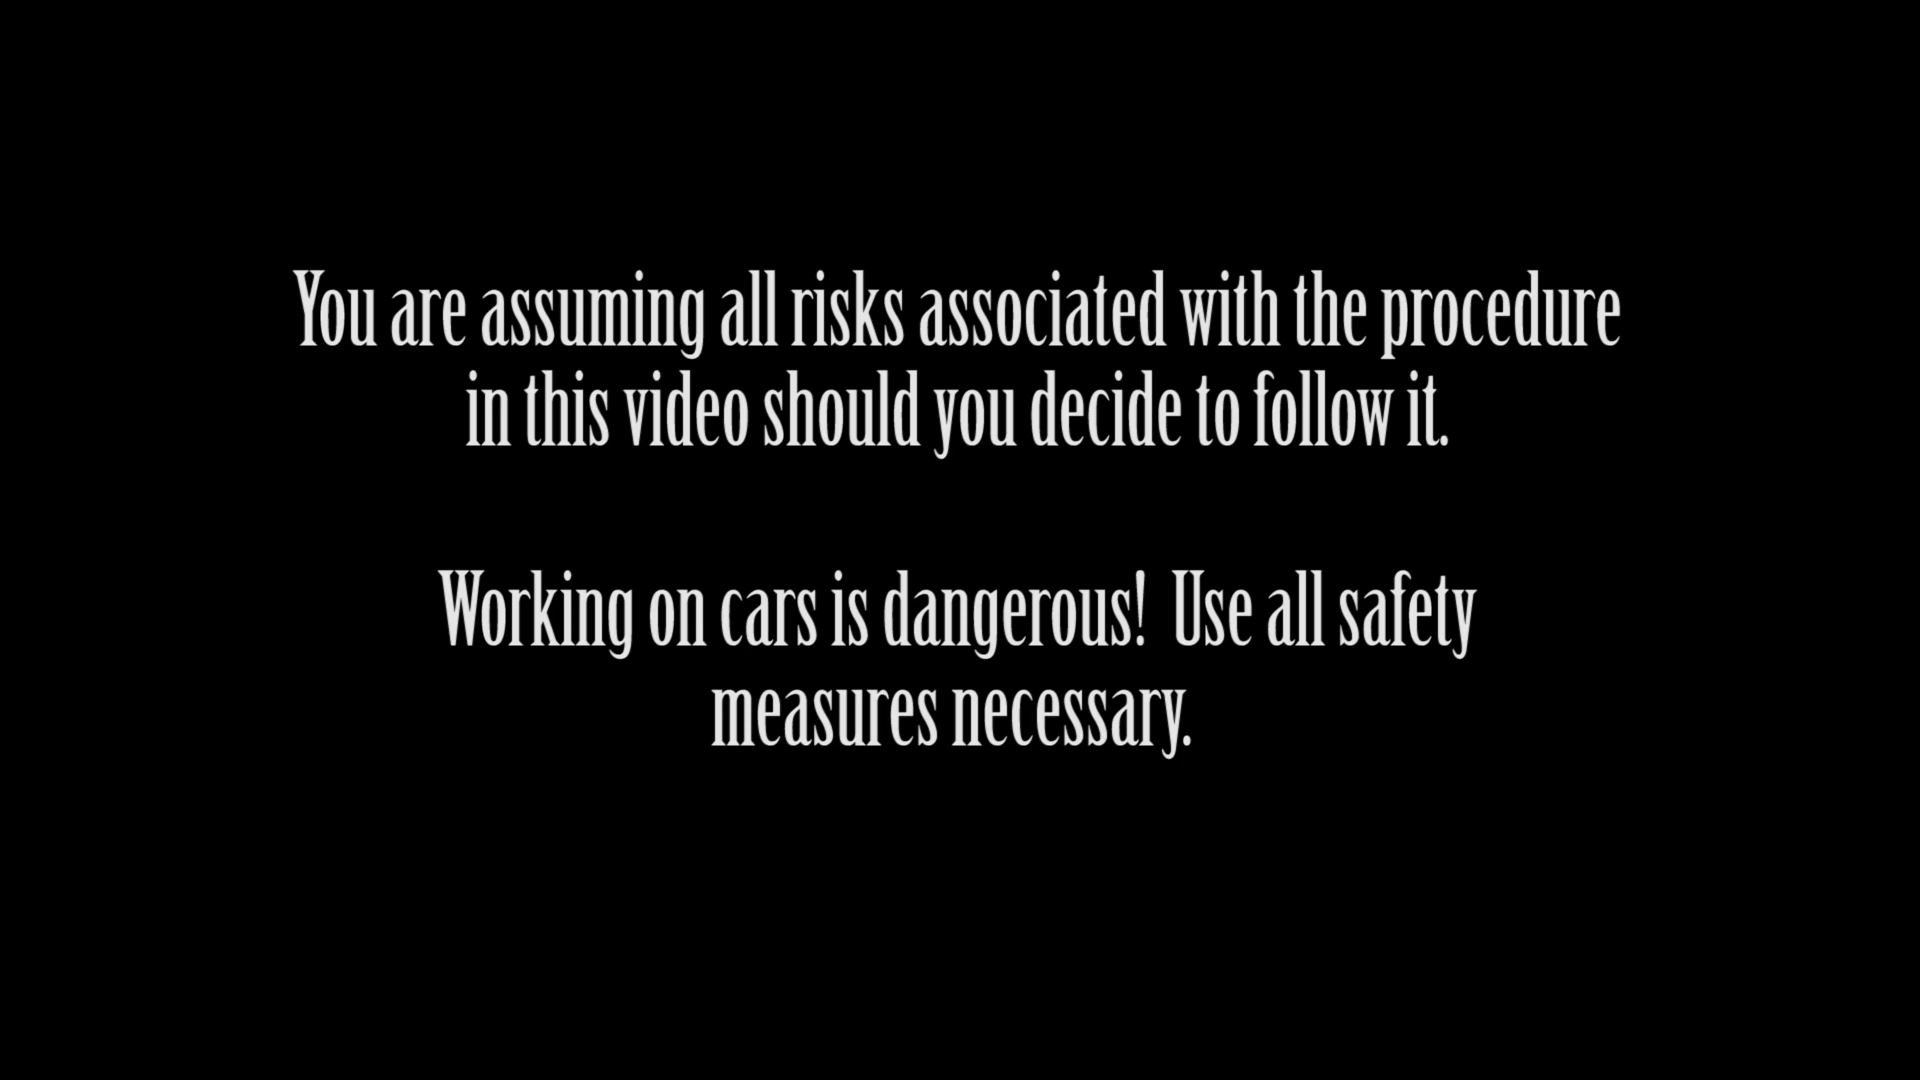 You are assuming all risks associated with the procedure
in this video should you decide to follow it.
Working on cars is dangerous!  Use all safety
measures necessary.